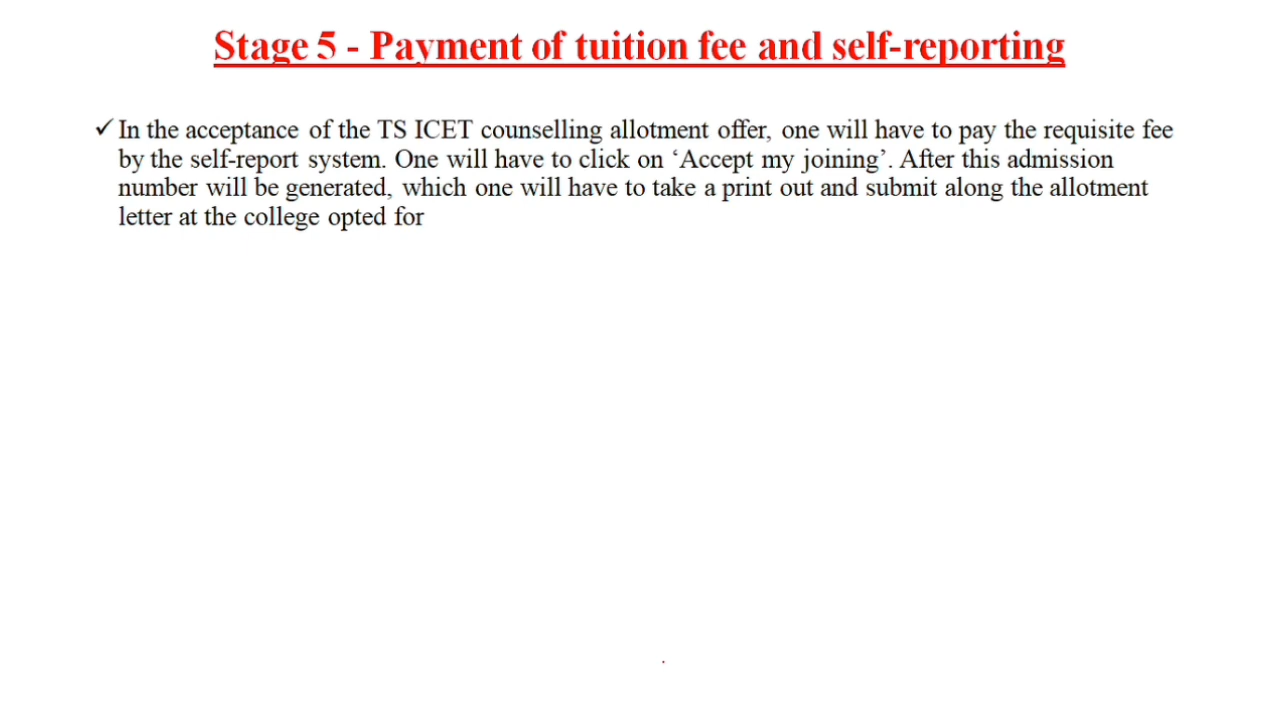 Stage 5 - Payment of tuition fee and self-reporting
✓ In the acceptance of the TS ICET counselling allotment offer, one will have to pay the requisite fee
by the self-report system. One will have to click on ‘Accept my joining’. After this admission
number will be generated, which one will have to take a print out and submit along the allotment
letter at the college opted for